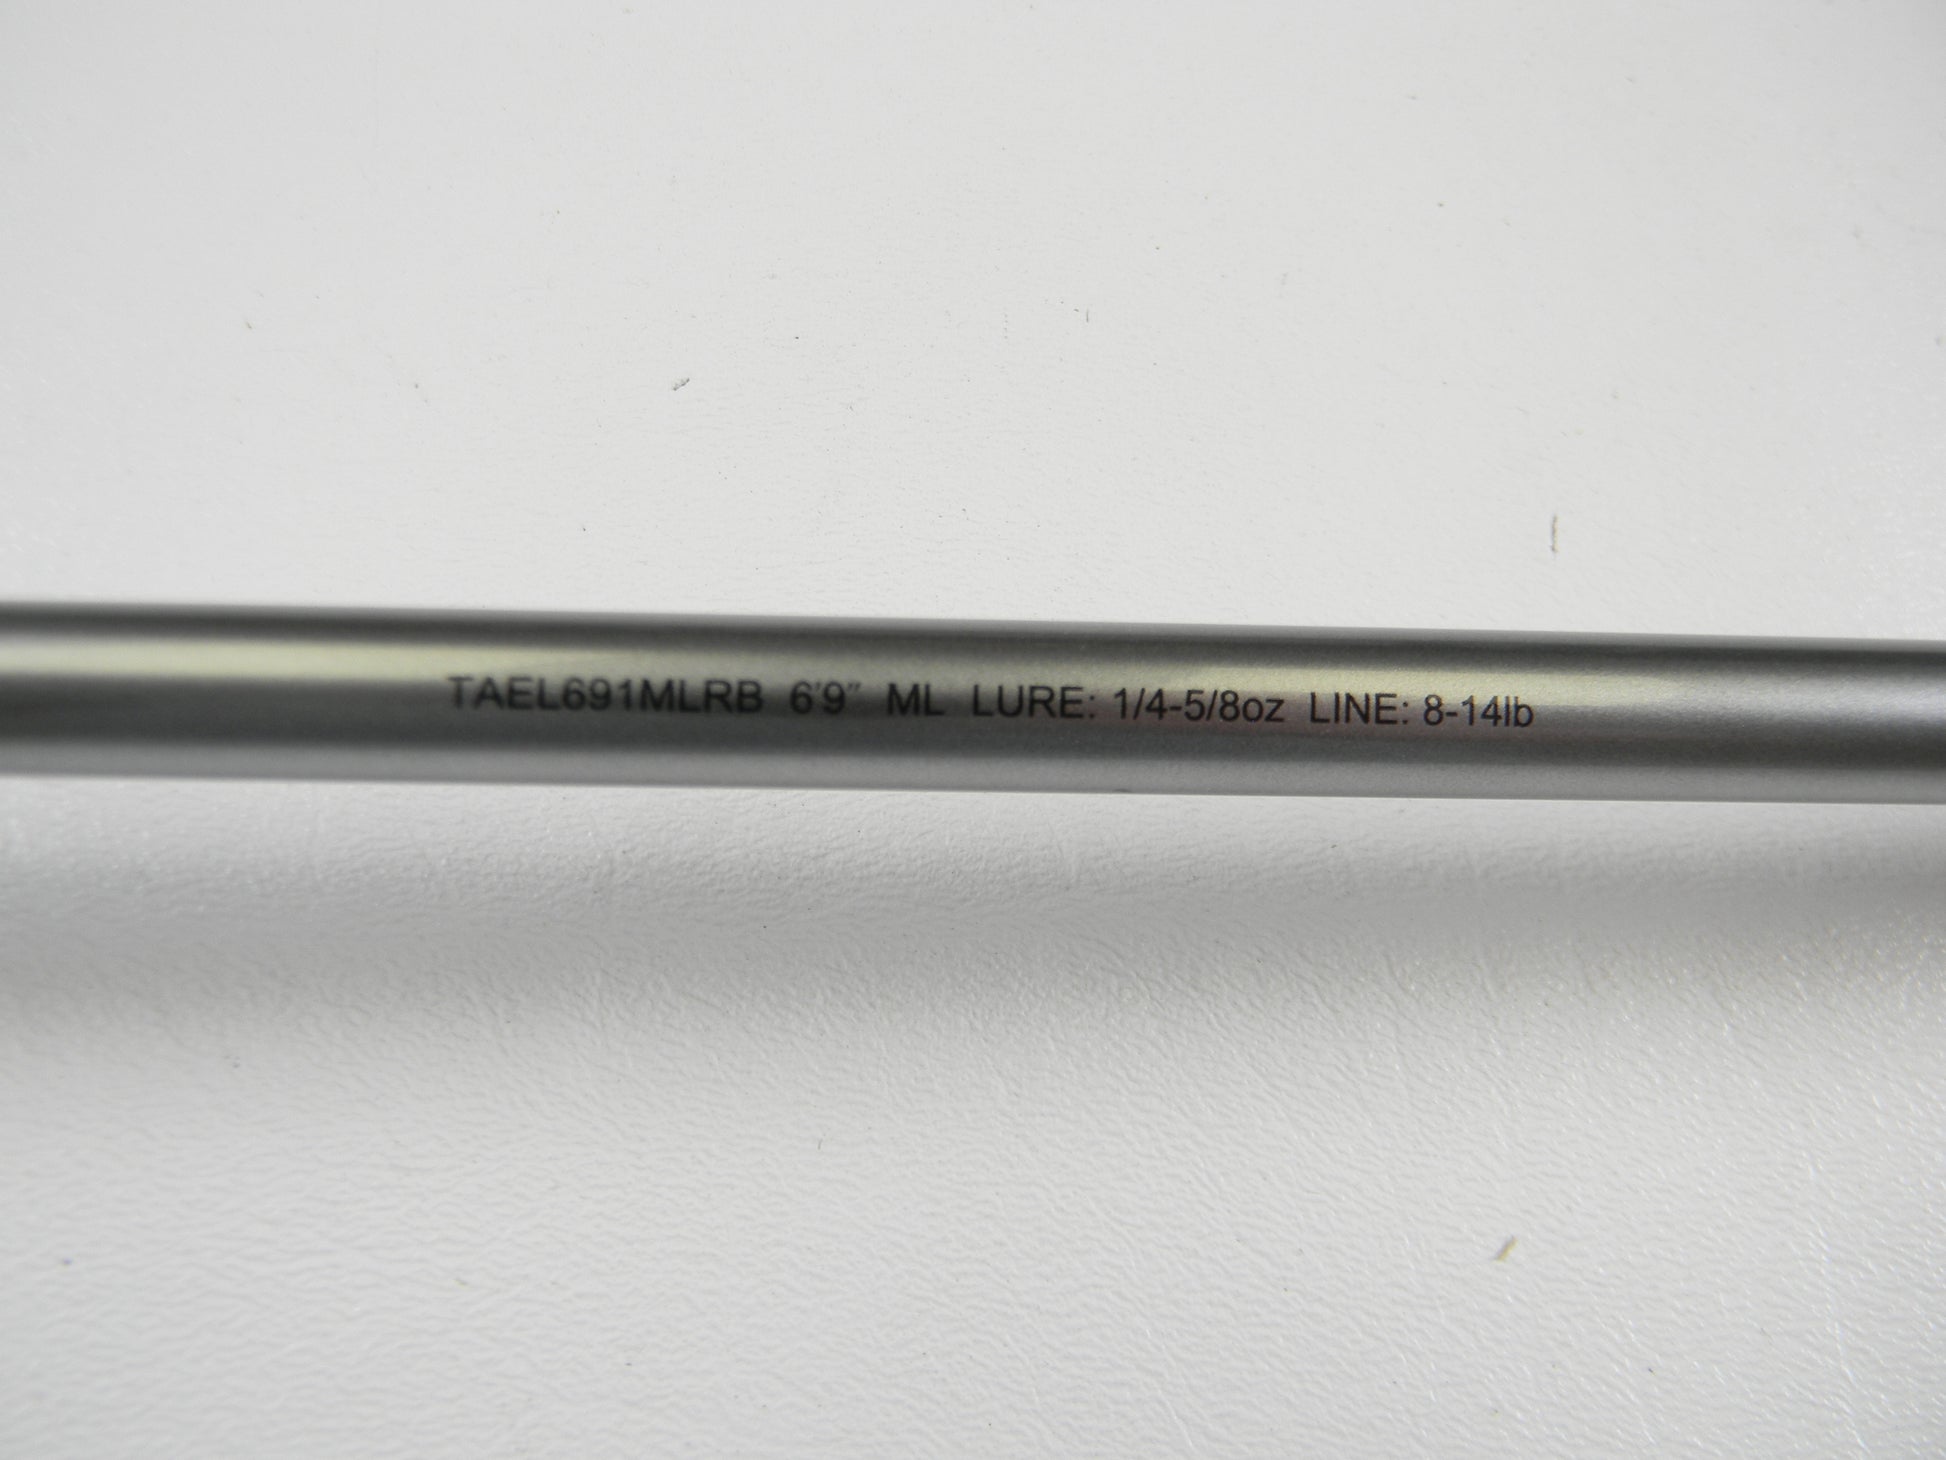 TAEL691MLRB 6'9" ML LURE: 1/4-5/8oz LINE: 8-14lb